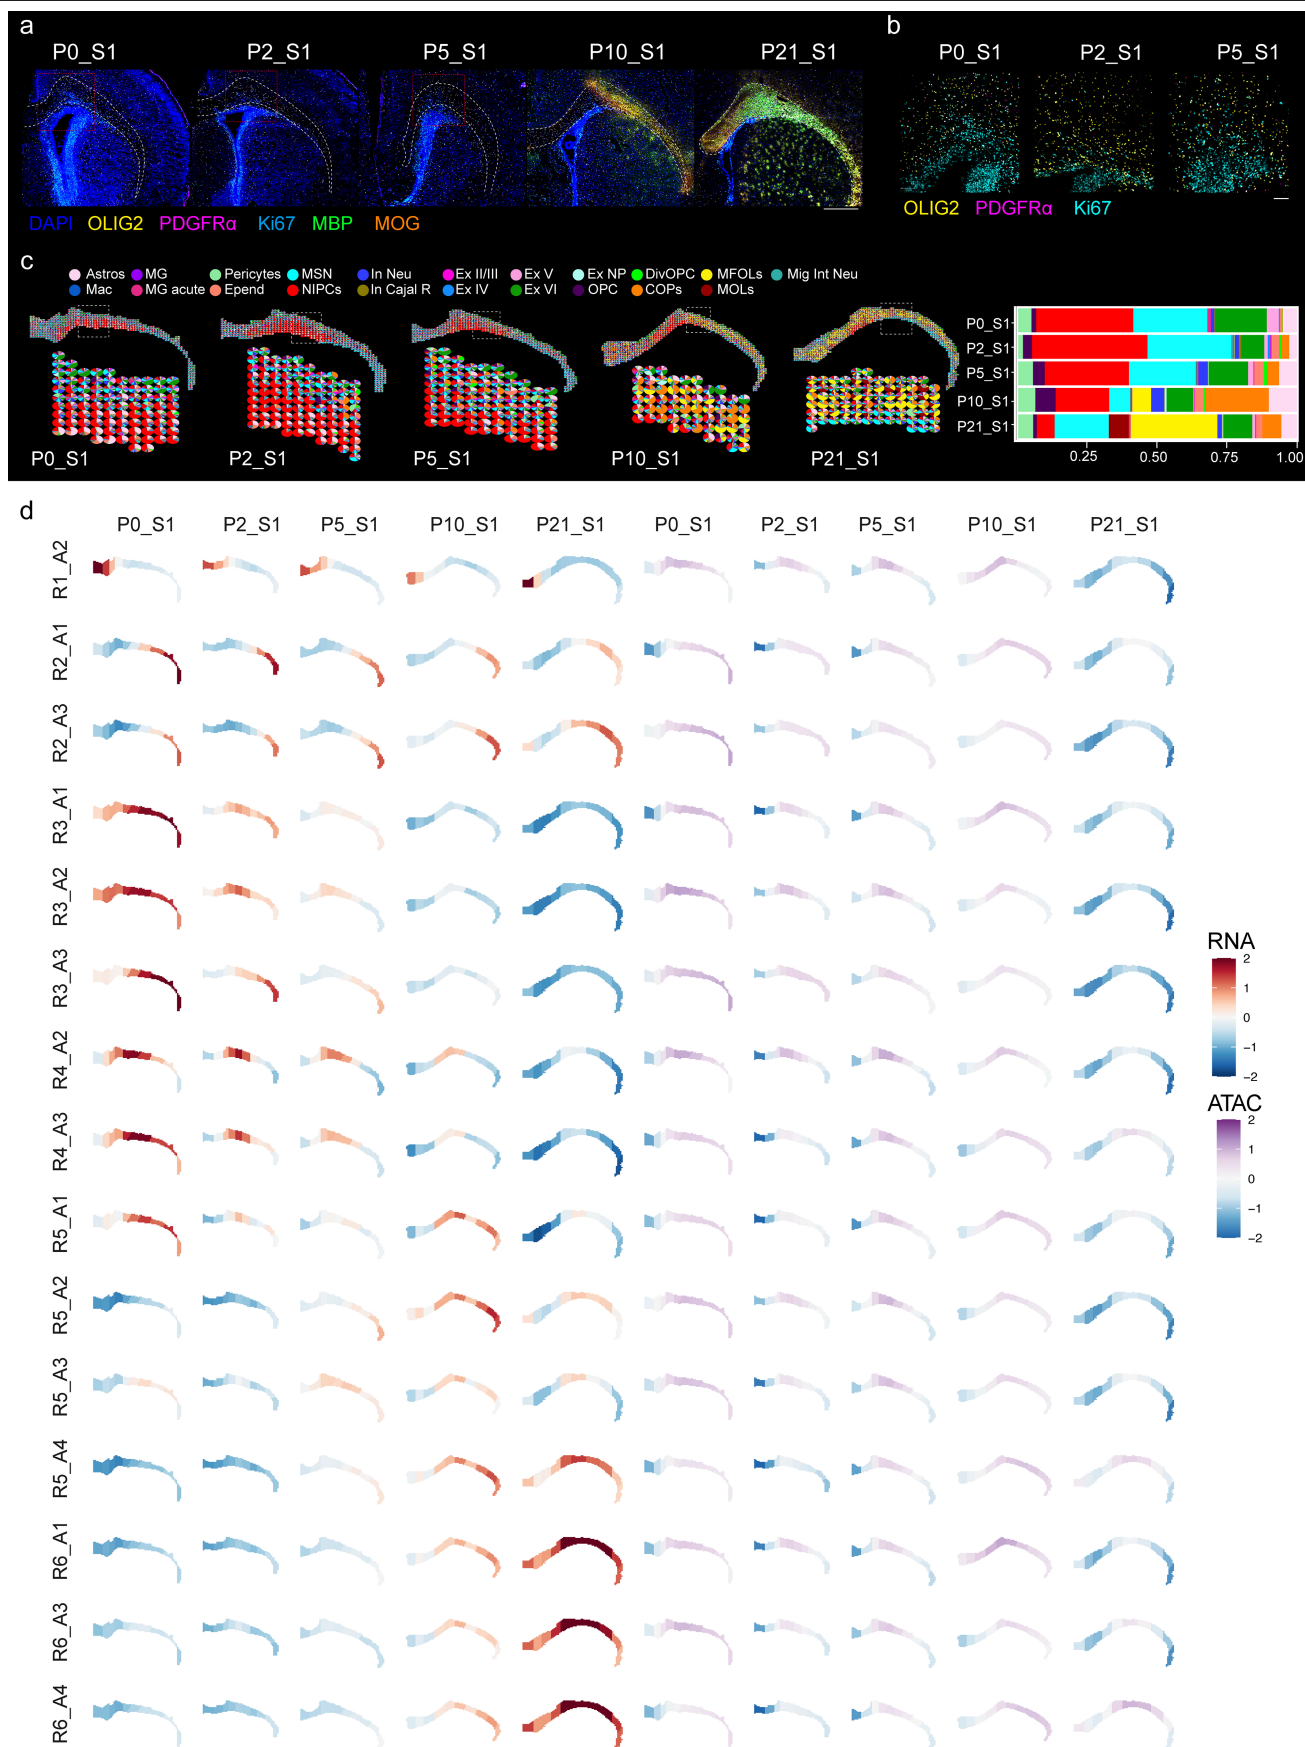 a
P0_S1 P2_S1 P5_S1 P10_S1 P21_S1
DAPI OLIG2 PDGFRα Ki67 MBP MOG
b
P0_S1 P2_S1 P5_S1
OLIG2 PDGFRα Ki67
c
Astros MG Pericytes MSN In Neu Ex II/III Ex V Ex NP DivOPC MFOLs Mig Int Neu
Mac MG acute Epend NIPCs In Cajal R Ex IV Ex VI OPC COPs MOLs
P0_S1 P2_S1 P5_S1 P10_S1 P21_S1
P0_S1
P2_S1
P5_S1
P10_S1
P21_S1
0.25 0.50 0.75 1.00
d
P0_S1 P2_S1 P5_S1 P10_S1 P21_S1 P0_S1 P2_S1 P5_S1 P10_S1 P21_S1
R1_A2
R2_A1
R2_A3
R3_A1
R3_A2
R3_A3
R4_A2
R4_A3
R5_A1
R5_A2
R5_A3
R5_A4
R6_A1
R6_A3
R6_A4
RNA
2
1
0
−1
−2
ATAC
2
1
0
−1
−2